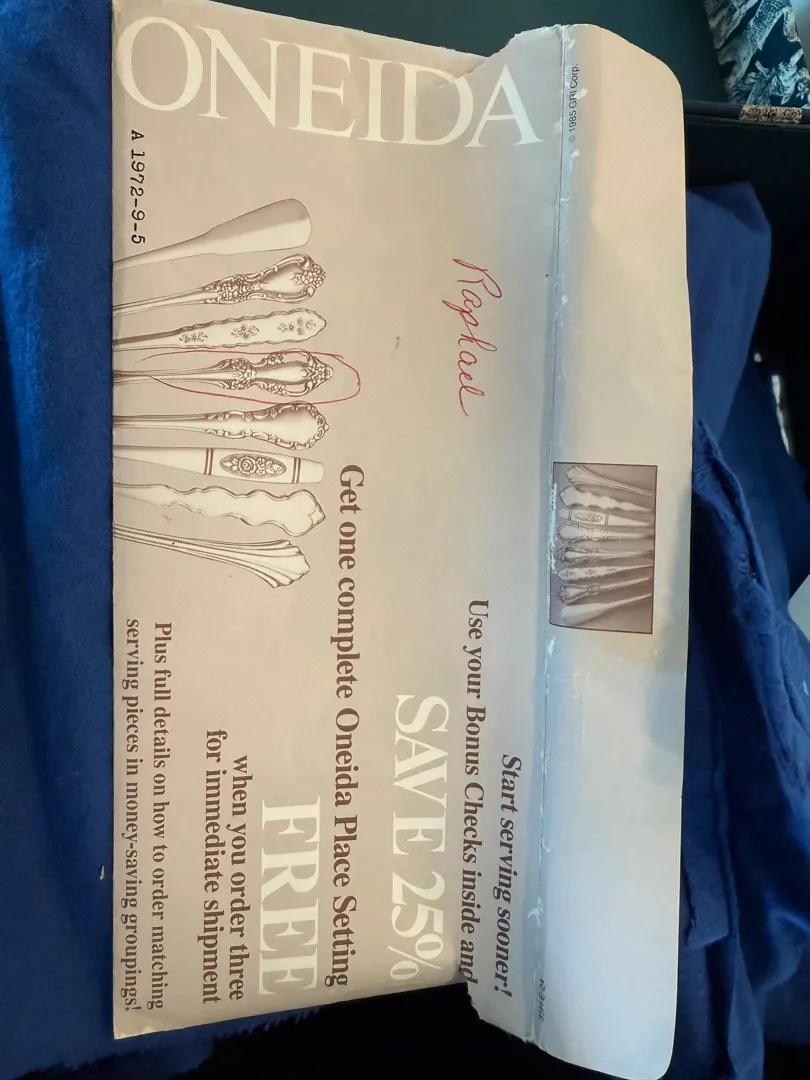 ONEIDA
© 1985 GRI Corp.
A 1972-9-5
Raphael
Start serving sooner!
Use your Bonus Checks inside and
SAVE 25%
Get one complete Oneida Place Setting
FREE
when you order three
for immediate shipment
Plus full details on how to order matching
serving pieces in money-saving groupings!